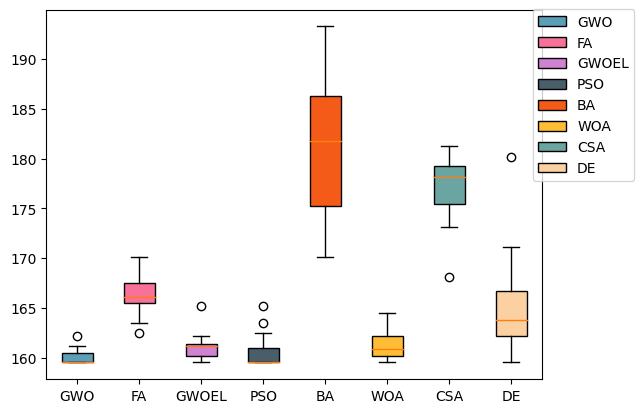 190
185
180
175
170
165
160
GWO FA GWOEL PSO BA WOA CSA DE
GWO
FA
GWOEL
PSO
BA
WOA
CSA
DE